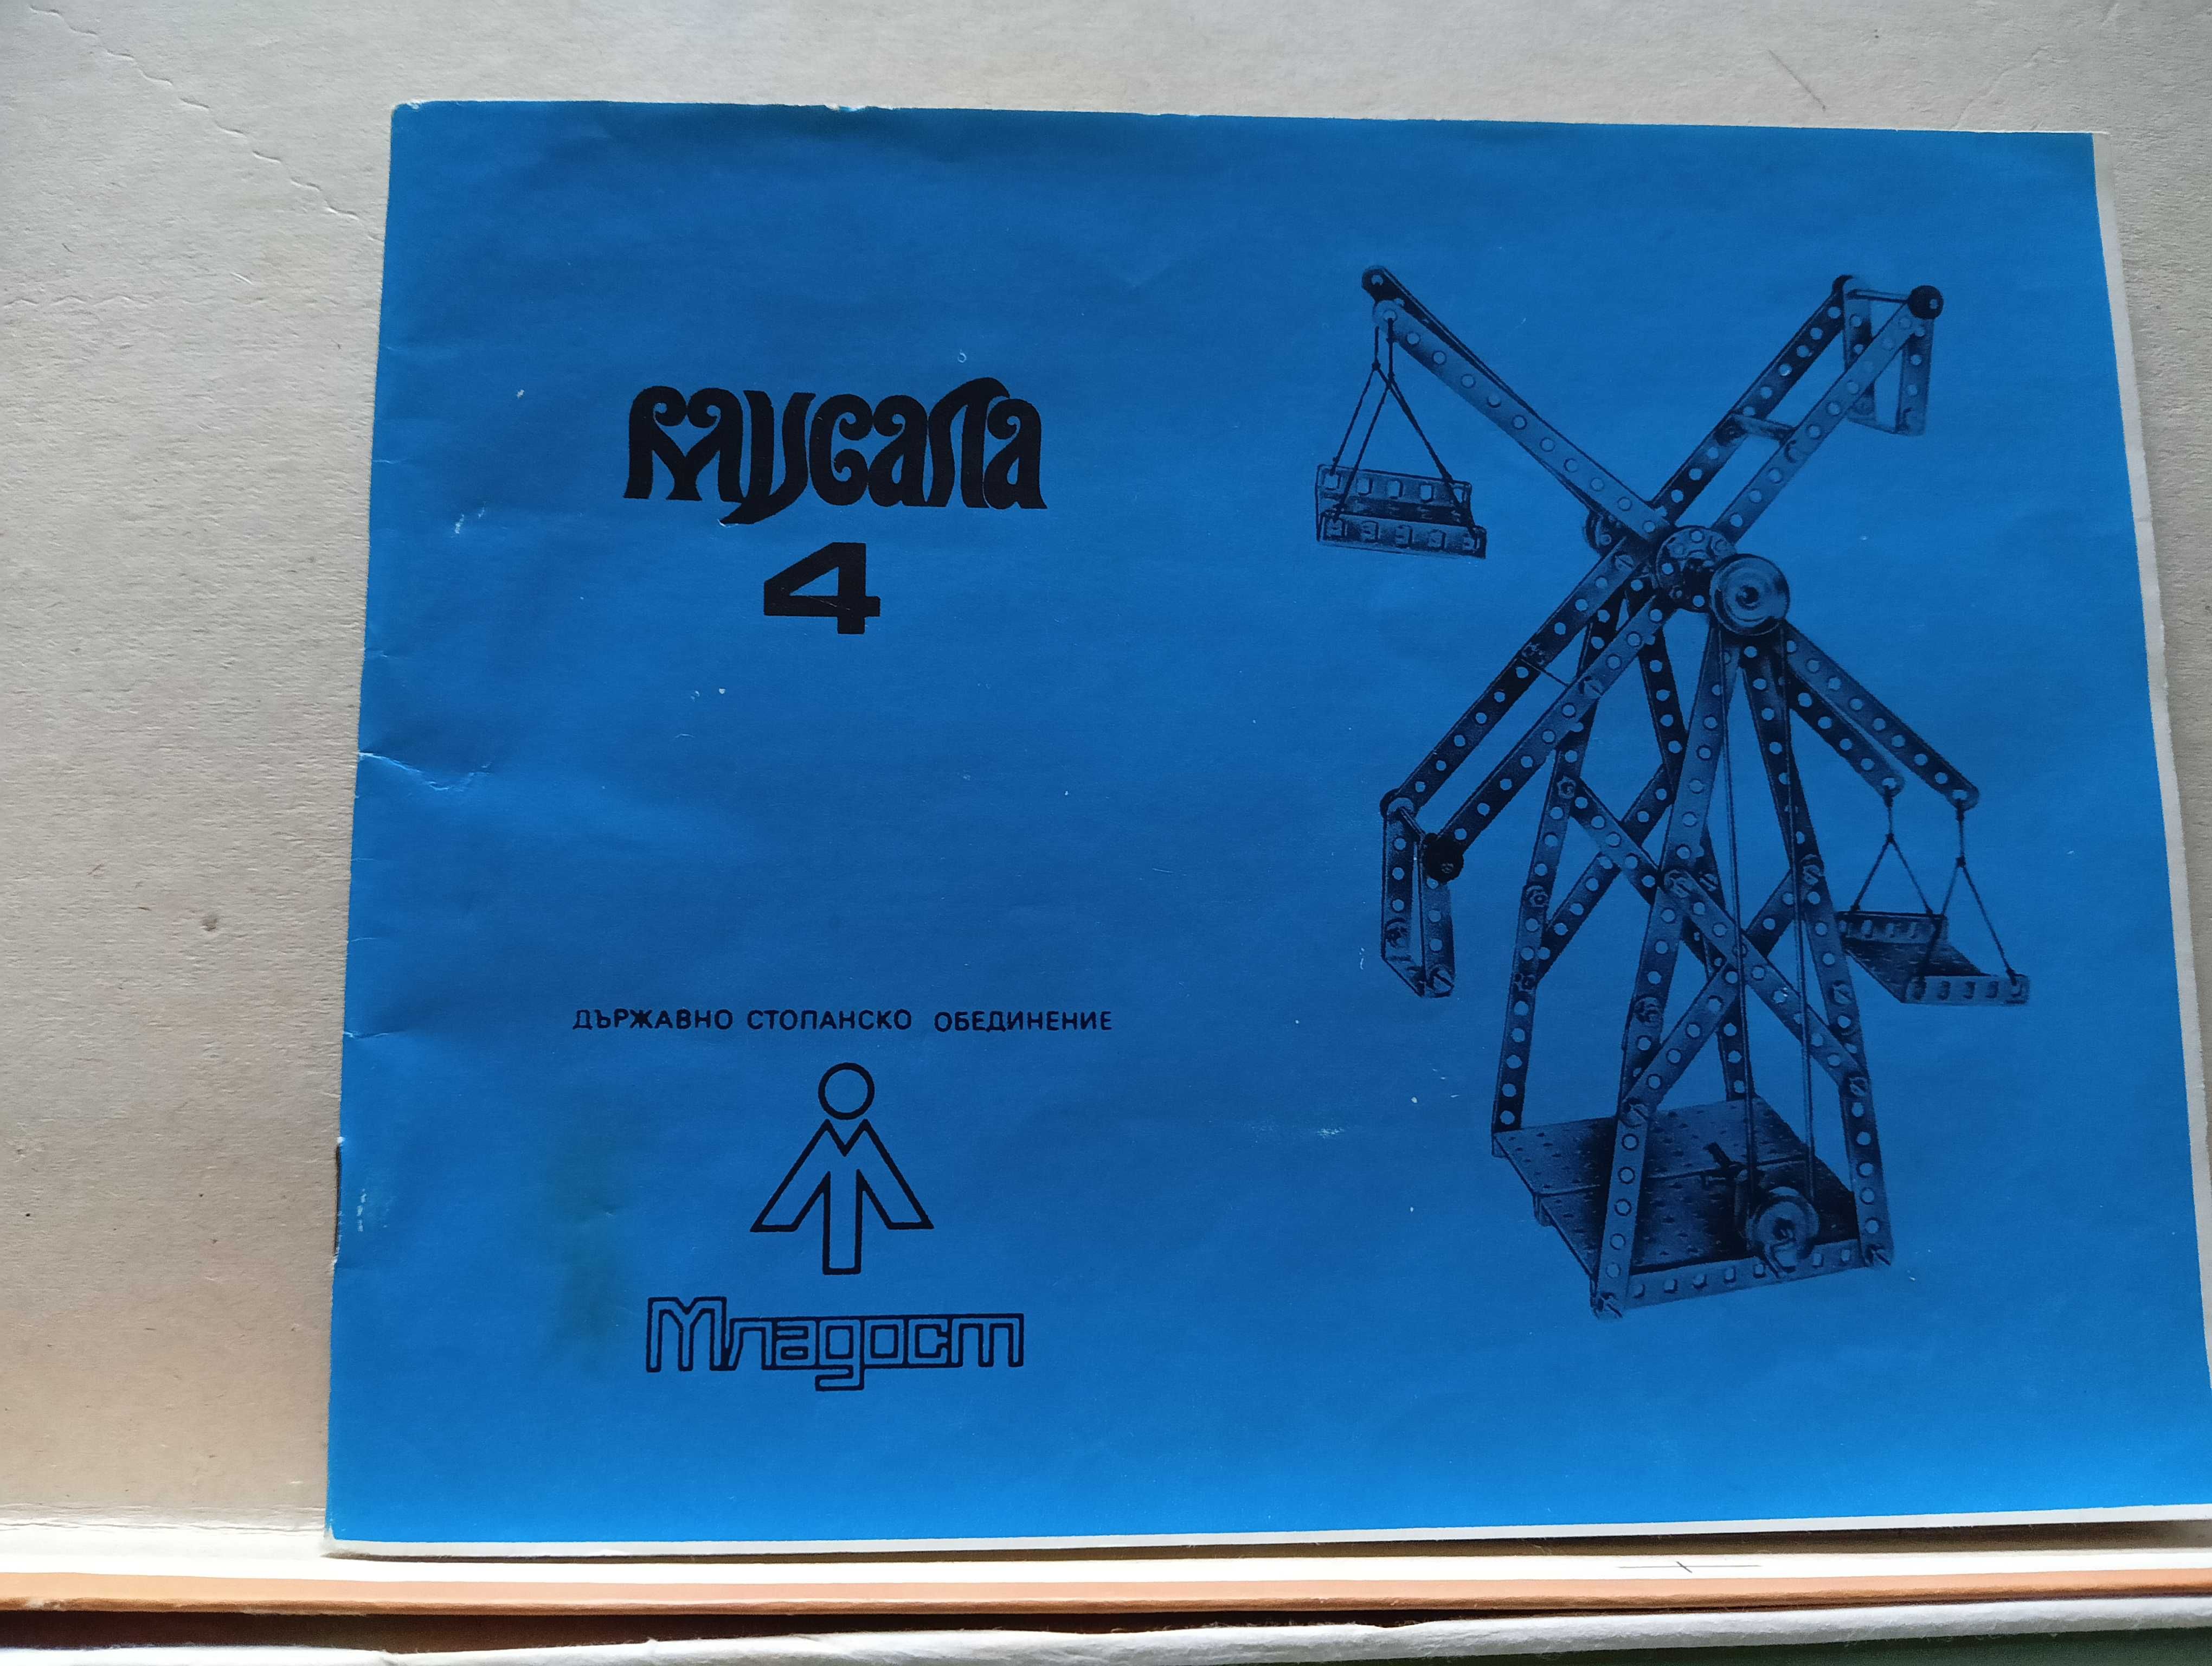 Мусала
4
ДЪРЖАВНО СТОПАНСКО ОБЕДИНЕНИЕ
Младост